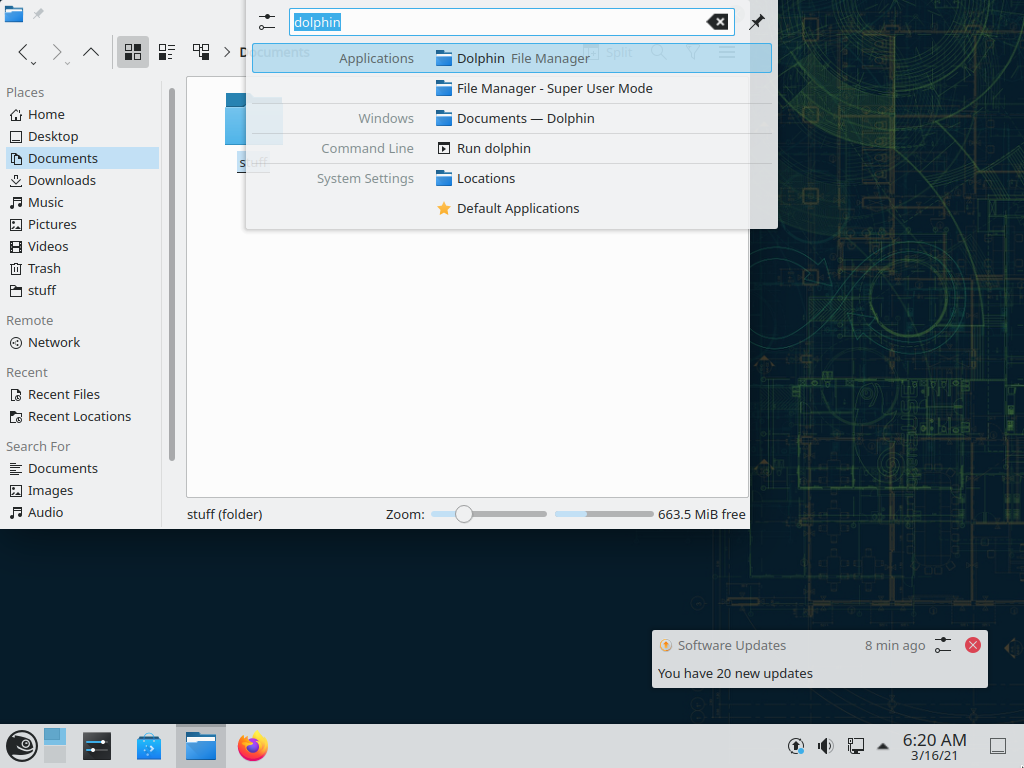 dolphin
Documents
Split
Applications
Dolphin File Manager
File Manager - Super User Mode
Windows
Documents — Dolphin
Command Line
Run dolphin
System Settings
Locations
Default Applications
Places
Home
Desktop
Documents
Downloads
Music
Pictures
Videos
Trash
stuff
Remote
Network
Recent
Recent Files
Recent Locations
Search For
Documents
Images
Audio
stuff
stuff (folder)
Zoom:
663.5 MiB free
Software Updates
8 min ago
You have 20 new updates
6:20 AM
3/16/21